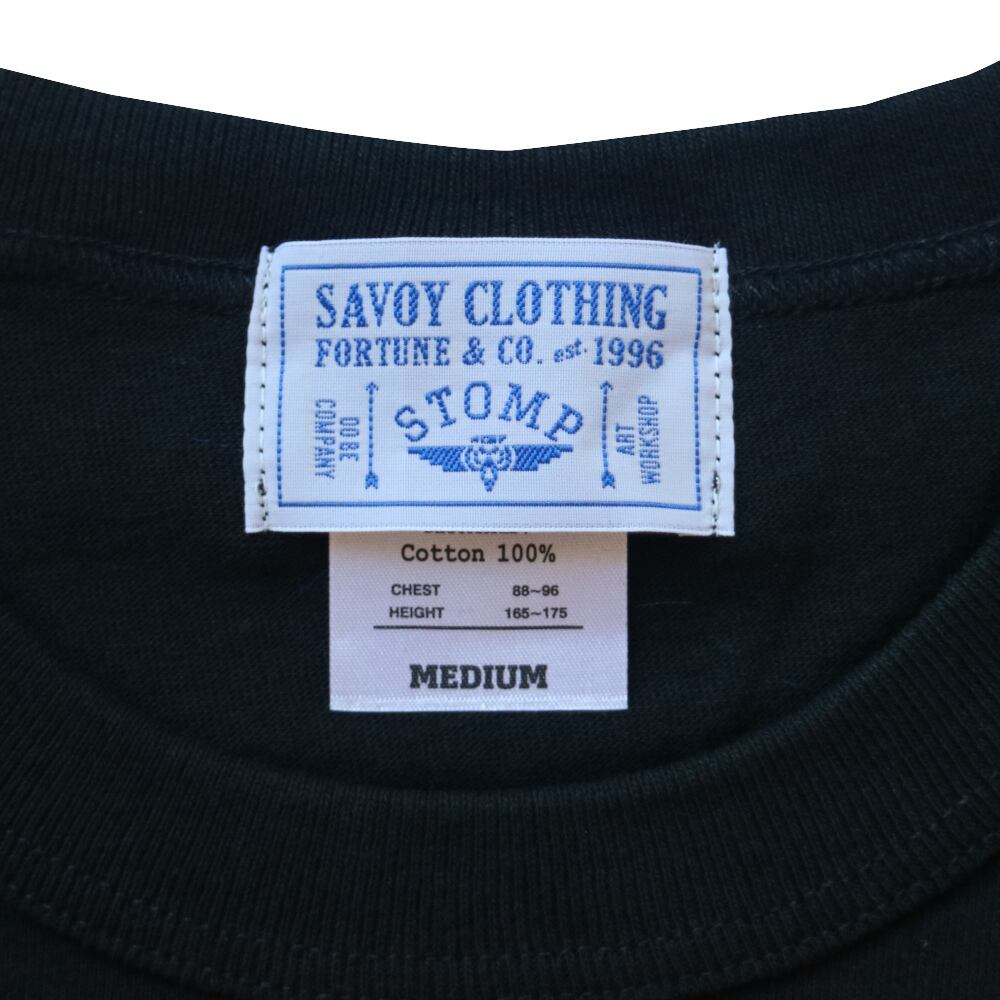 SAVOY CLOTHING
FORTUNE & CO. est. 1996
STOMP
DOBE
COMPANY
ART
WORKSHOP
Cotton 100%
CHEST 88~96
HEIGHT 165~175
MEDIUM